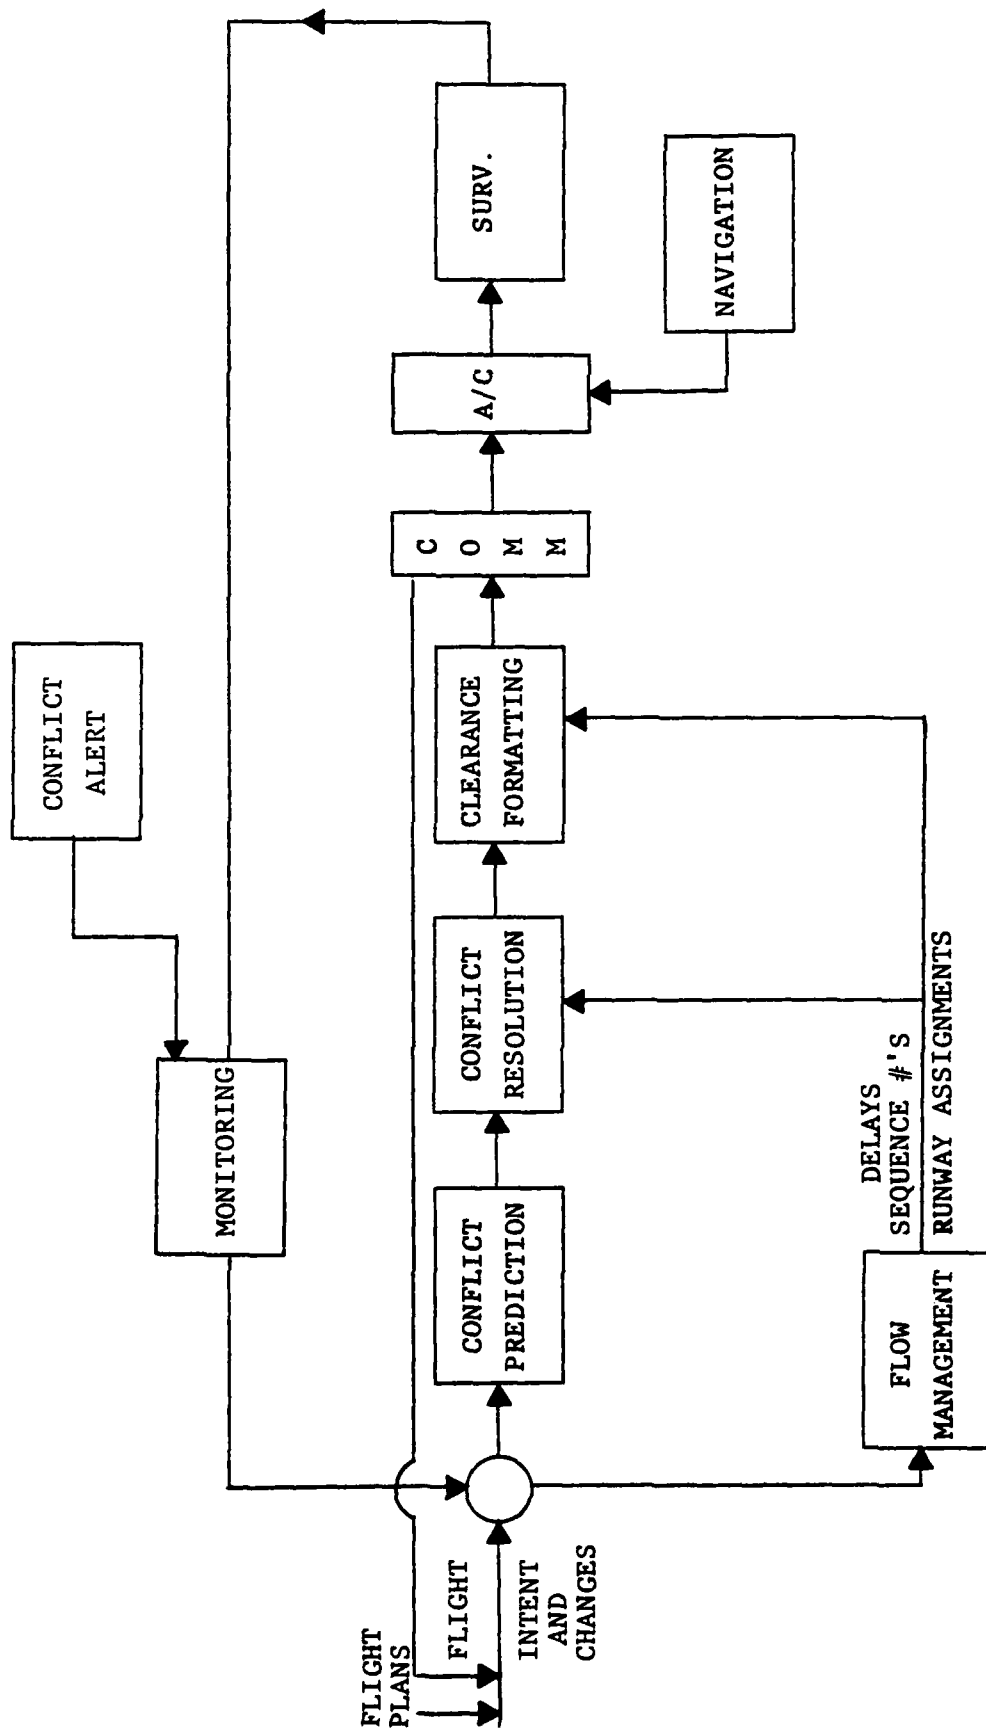 CONFLICT
ALERT
MONITORING
FLIGHT
PLANS
FLIGHT
INTENT
AND
CHANGES
CONFLICT
PREDICTION
CONFLICT
RESOLUTION
CLEARANCE
FORMATTING
C
O
M
M
A/C
SURV.
NAVIGATION
FLOW
MANAGEMENT
DELAYS
SEQUENCE #'S
RUNWAY ASSIGNMENTS